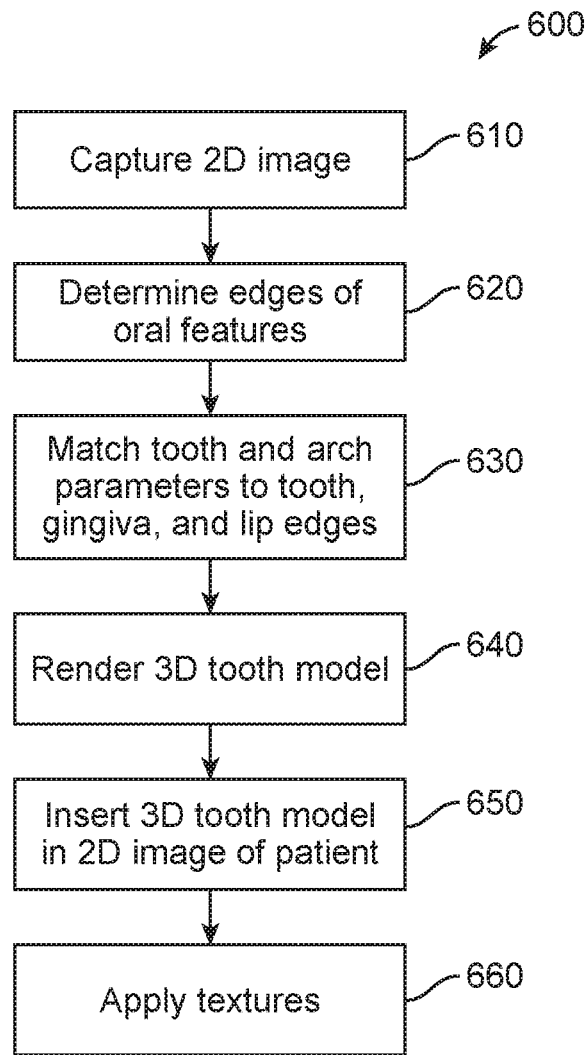 600
Capture 2D image
610
Determine edges of
oral features
620
Match tooth and arch
parameters to tooth,
gingiva, and lip edges
630
Render 3D tooth model
640
Insert 3D tooth model
in 2D image of patient
650
Apply textures
660